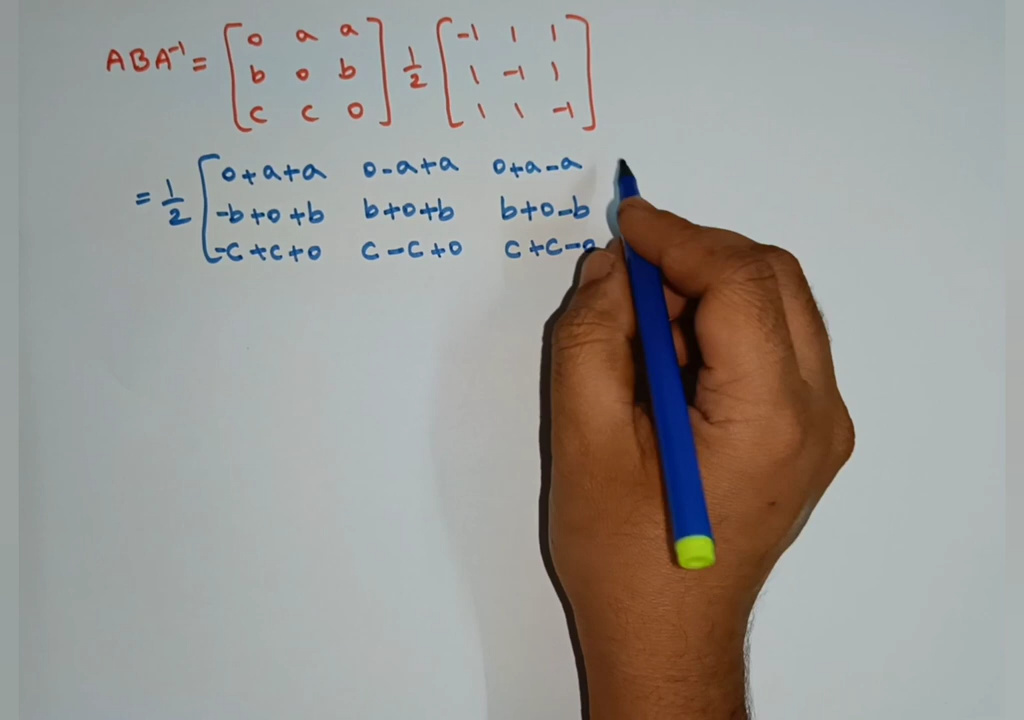 ABA⁻¹ = [0 a a] 1/2 [-1 1 1]
[b 0 b] [1 -1 1]
[c c 0] [1 1 -1]
= 1/2 [0+a+a 0-a+a 0+a-a
-b+0+b b+0+b b+0-b
-c+c+0 c-c+0 c+c-0